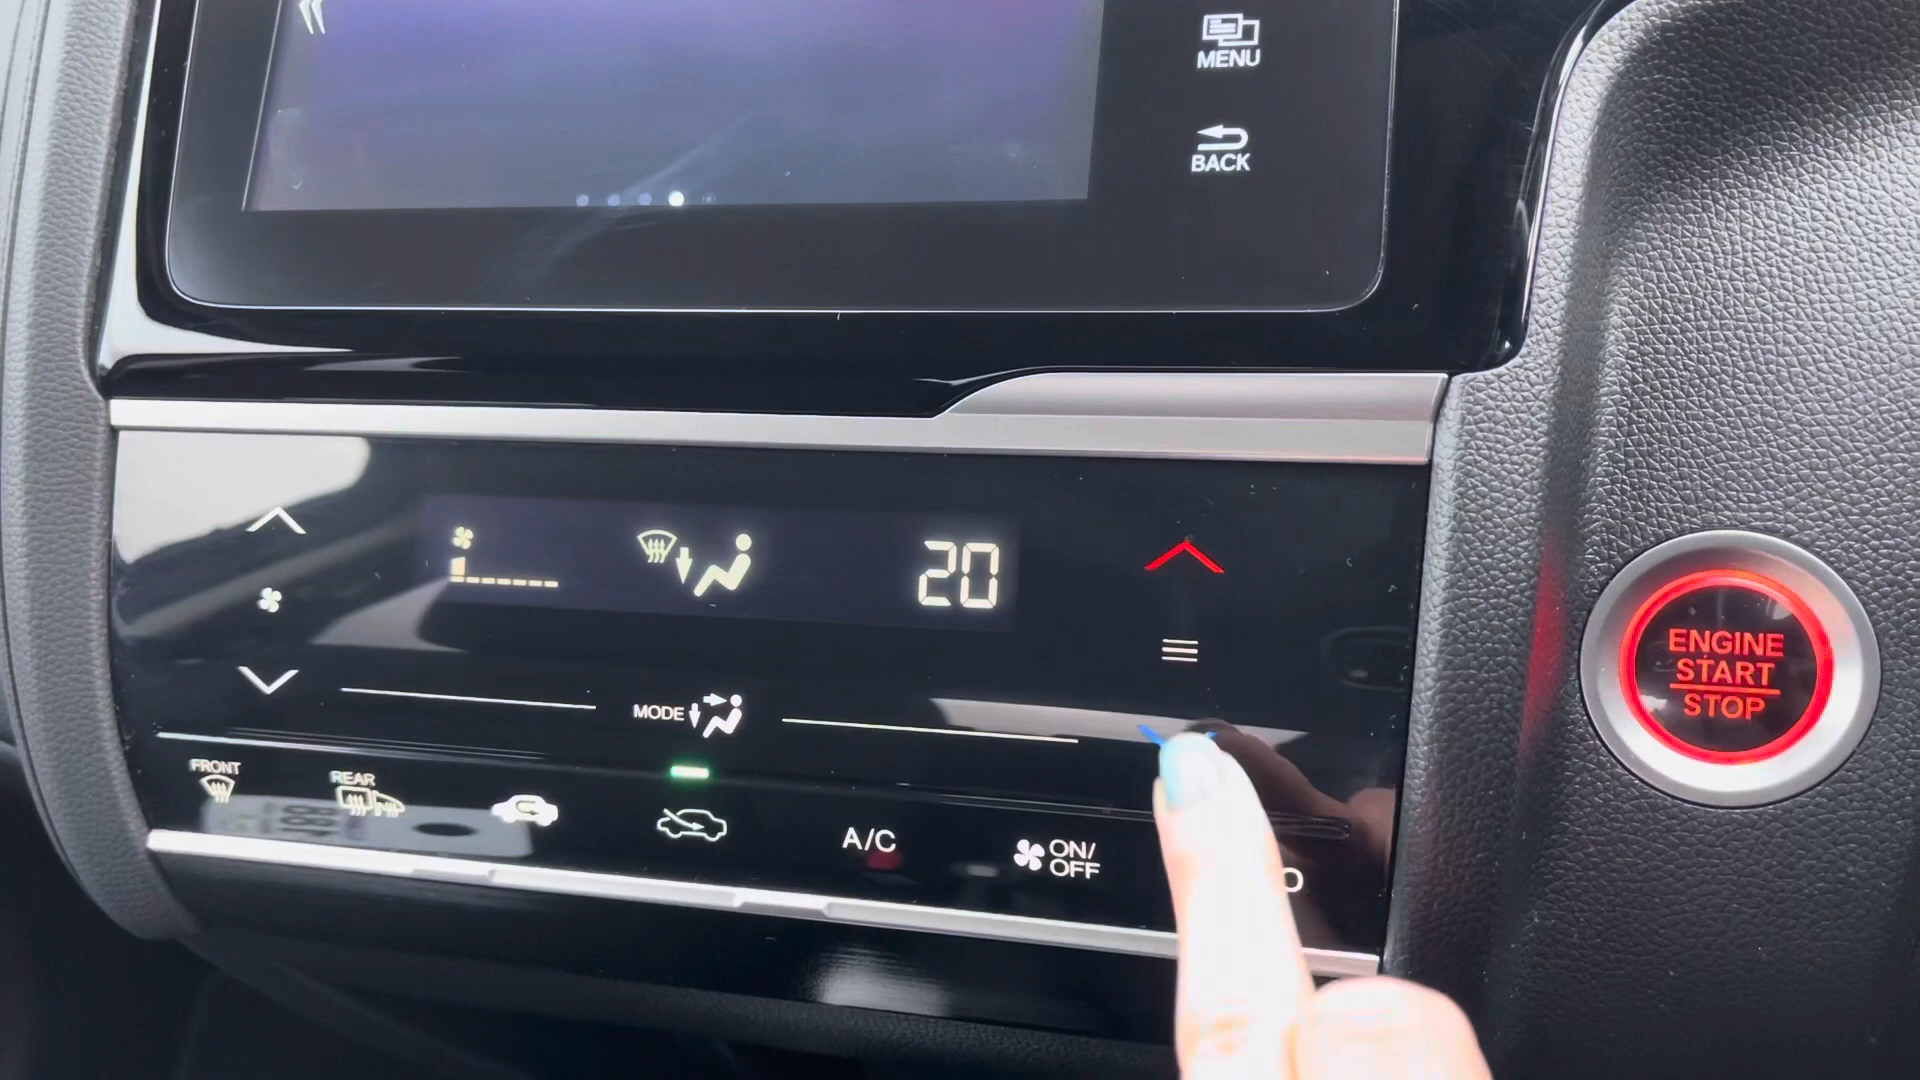 MENU
BACK
20
MODE
FRONT
REAR
A/C
ON/
OFF
ENGINE
START
STOP